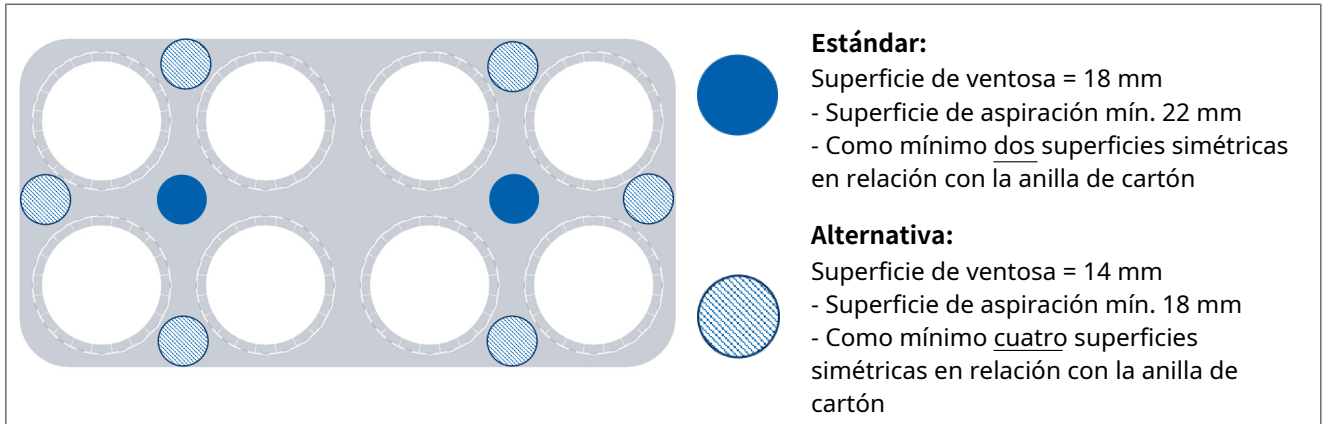 Estándar:
Superficie de ventosa = 18 mm
- Superficie de aspiración mín. 22 mm
- Como mínimo dos superficies simétricas
en relación con la anilla de cartón
Alternativa:
Superficie de ventosa = 14 mm
- Superficie de aspiración mín. 18 mm
- Como mínimo cuatro superficies
simétricas en relación con la anilla de
cartón